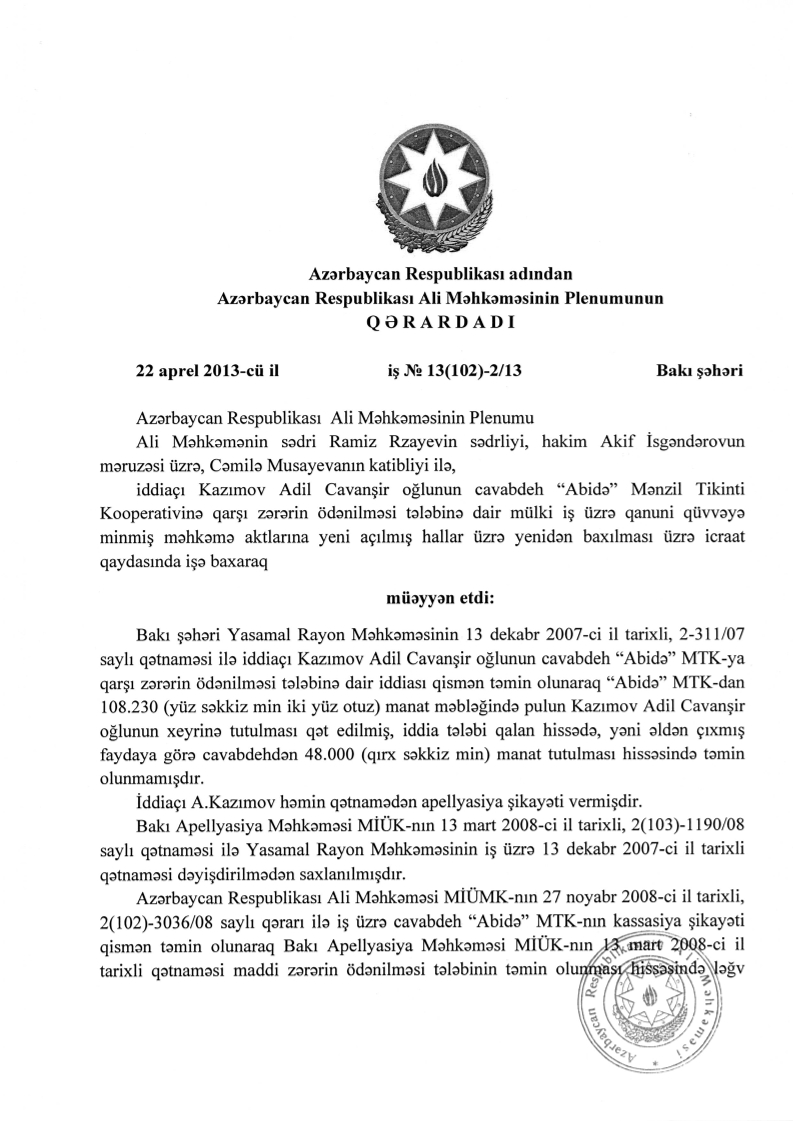 Azərbaycan Respublikası adından
Azərbaycan Respublikası Ali Məhkəməsinin Plenumunun
Q Ə R A R D A D I
22 aprel 2013-cü il iş № 13(102)-2/13 Bakı şəhəri
Azərbaycan Respublikası Ali Məhkəməsinin Plenumu
Ali Məhkəmənin sədri Ramiz Rzayevin sədrliyi, hakim Akif İsgəndərovun
məruzəsi üzrə, Cəmilə Musayevanın katibliyi ilə,
iddiaçı Kazımov Adil Cavanşir oğlunun cavabdeh “Abidə” Mənzil Tikinti
Kooperativinə qarşı zərərin ödənilməsi tələbinə dair mülki iş üzrə qanuni qüvvəyə
minmiş məhkəmə aktlarına yeni açılmış hallar üzrə yenidən baxılması üzrə icraat
qaydasında işə baxaraq
müəyyən etdi:
Bakı şəhəri Yasamal Rayon Məhkəməsinin 13 dekabr 2007-ci il tarixli, 2-311/07
saylı qətnaməsi ilə iddiaçı Kazımov Adil Cavanşir oğlunun cavabdeh “Abidə” MTK-ya
qarşı zərərin ödənilməsi tələbinə dair iddiası qismən təmin olunaraq “Abidə” MTK-dan
108.230 (yüz səkkiz min iki yüz otuz) manat məbləğində pulun Kazımov Adil Cavanşir
oğlunun xeyrinə tutulması qət edilmiş, iddia tələbi qalan hissədə, yəni əldən çıxmış
faydaya görə cavabdehdən 48.000 (qırx səkkiz min) manat tutulması hissəsində təmin
olunmamışdır.
İddiaçı A.Kazımov həmin qətnamədən apellyasiya şikayəti vermişdir.
Bakı Apellyasiya Məhkəməsi MİÜK-nın 13 mart 2008-ci il tarixli, 2(103)-1190/08
saylı qətnaməsi ilə Yasamal Rayon Məhkəməsinin iş üzrə 13 dekabr 2007-ci il tarixli
qətnaməsi dəyişdirilmədən saxlanılmışdır.
Azərbaycan Respublikası Ali Məhkəməsi MİÜMK-nın 27 noyabr 2008-ci il tarixli,
2(102)-3036/08 saylı qərarı ilə iş üzrə cavabdeh “Abidə” MTK-nın kassasiya şikayəti
qismən təmin olunaraq Bakı Apellyasiya Məhkəməsi MİÜK-nın 13 mart 2008-ci il
tarixli qətnaməsi maddi zərərin ödənilməsi tələbinin təmin olunması hissəsində ləğv
Azərbaycan Respublikasının Ali Məhkəməsi *